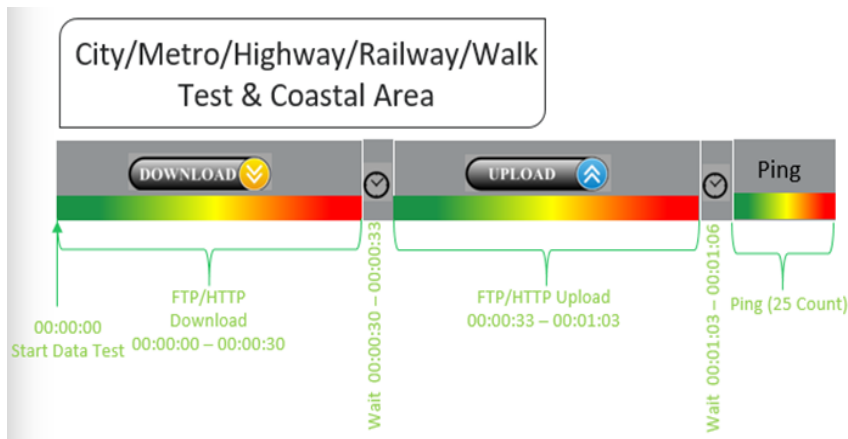 City/Metro/Highway/Railway/Walk
Test & Coastal Area
DOWNLOAD
UPLOAD
Ping
00:00:00
Start Data Test
FTP/HTTP
Download
00:00:00 – 00:00:30
Wait 00:00:30 – 00:00:33
FTP/HTTP Upload
00:00:33 – 00:01:03
Wait 00:01:03 – 00:01:06
Ping (25 Count)